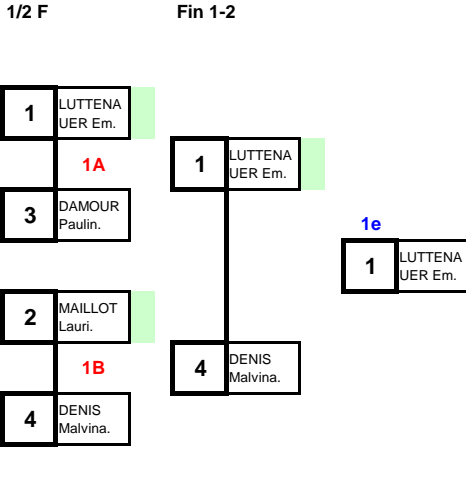 1/2 F
Fin 1-2
1
LUTTENA
UER Em.
1A
3
DAMOUR
Paulin.
2
MAILLOT
Lauri.
1B
4
DENIS
Malvina.
1
LUTTENA
UER Em.
4
DENIS
Malvina.
1e
1
LUTTENA
UER Em.